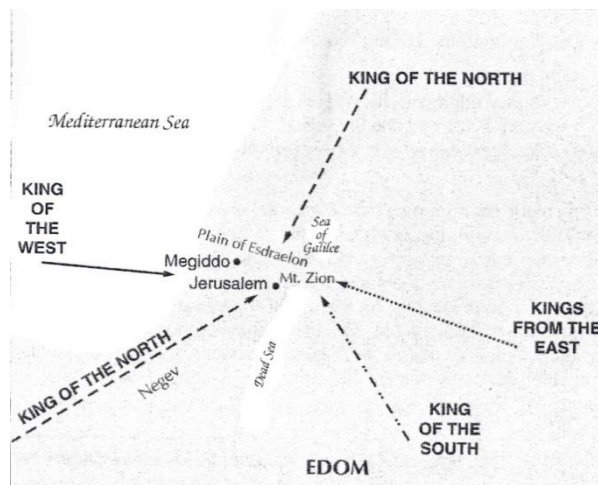 KING OF THE NORTH
Mediterranean Sea
KING
OF
THE
WEST
Sea
of
Galilee
Plain of Esdraelon
Megiddo
Jerusalem
Mt. Zion
KINGS
FROM THE
EAST
KING OF THE NORTH
Negev
Dead Sea
KING
OF THE
SOUTH
EDOM